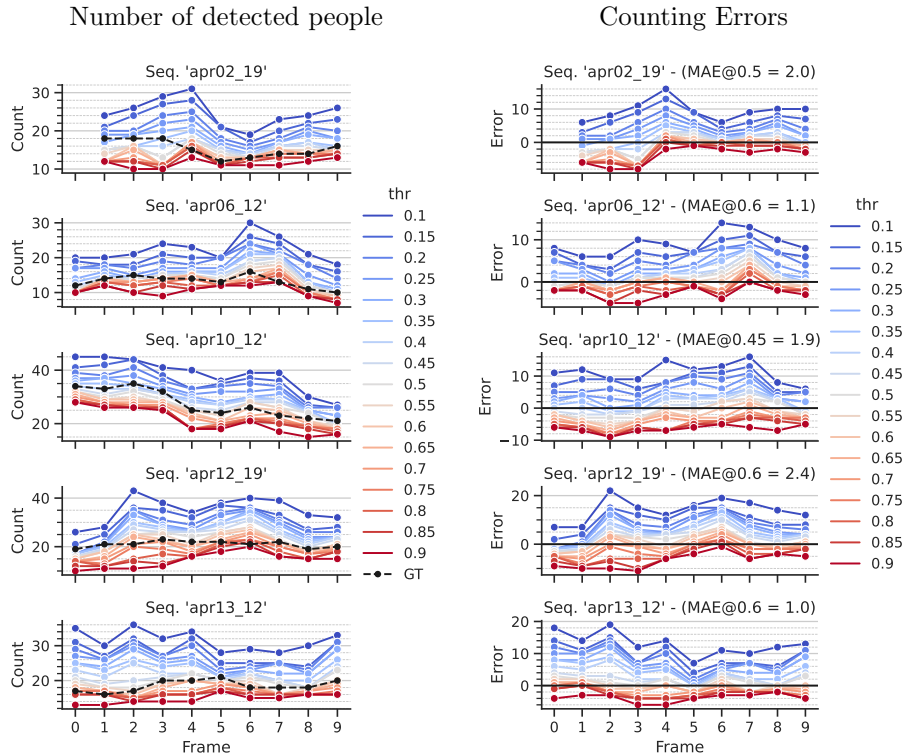 Number of detected people
Counting Errors
Seq. 'apr02_19'
Count
30
20
10
Seq. 'apr06_12'
Count
30
20
10
Seq. 'apr10_12'
Count
40
20
Seq. 'apr12_19'
Count
40
20
Seq. 'apr13_12'
Count
30
20
0 1 2 3 4 5 6 7 8 9
Frame
thr
0.1
0.15
0.2
0.25
0.3
0.35
0.4
0.45
0.5
0.55
0.6
0.65
0.7
0.75
0.8
0.85
0.9
GT
Seq. 'apr02_19' - (MAE@0.5 = 2.0)
Error
10
0
Seq. 'apr06_12' - (MAE@0.6 = 1.1)
Error
10
0
Seq. 'apr10_12' - (MAE@0.45 = 1.9)
Error
10
0
−10
Seq. 'apr12_19' - (MAE@0.6 = 2.4)
Error
20
0
Seq. 'apr13_12' - (MAE@0.6 = 1.0)
Error
20
10
0
0 1 2 3 4 5 6 7 8 9
Frame
thr
0.1
0.15
0.2
0.25
0.3
0.35
0.4
0.45
0.5
0.55
0.6
0.65
0.7
0.75
0.8
0.85
0.9